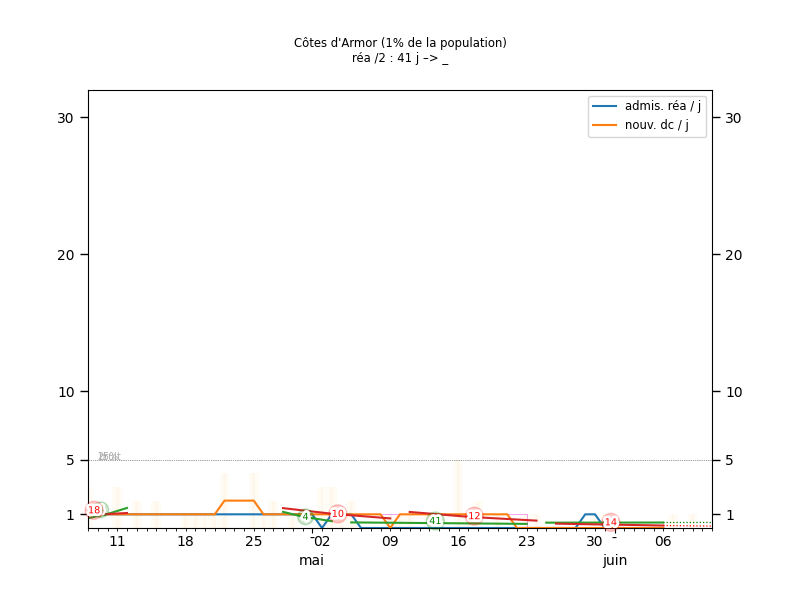 Côtes d'Armor (1% de la population)
réa /2 : 41 j –> _
admis. réa / j
nouv. dc / j
30 30
20 20
10 10
5 5
1 1
18 4 10 41 12 14
11 18 25 02 09 16 23 30 06
mai juin